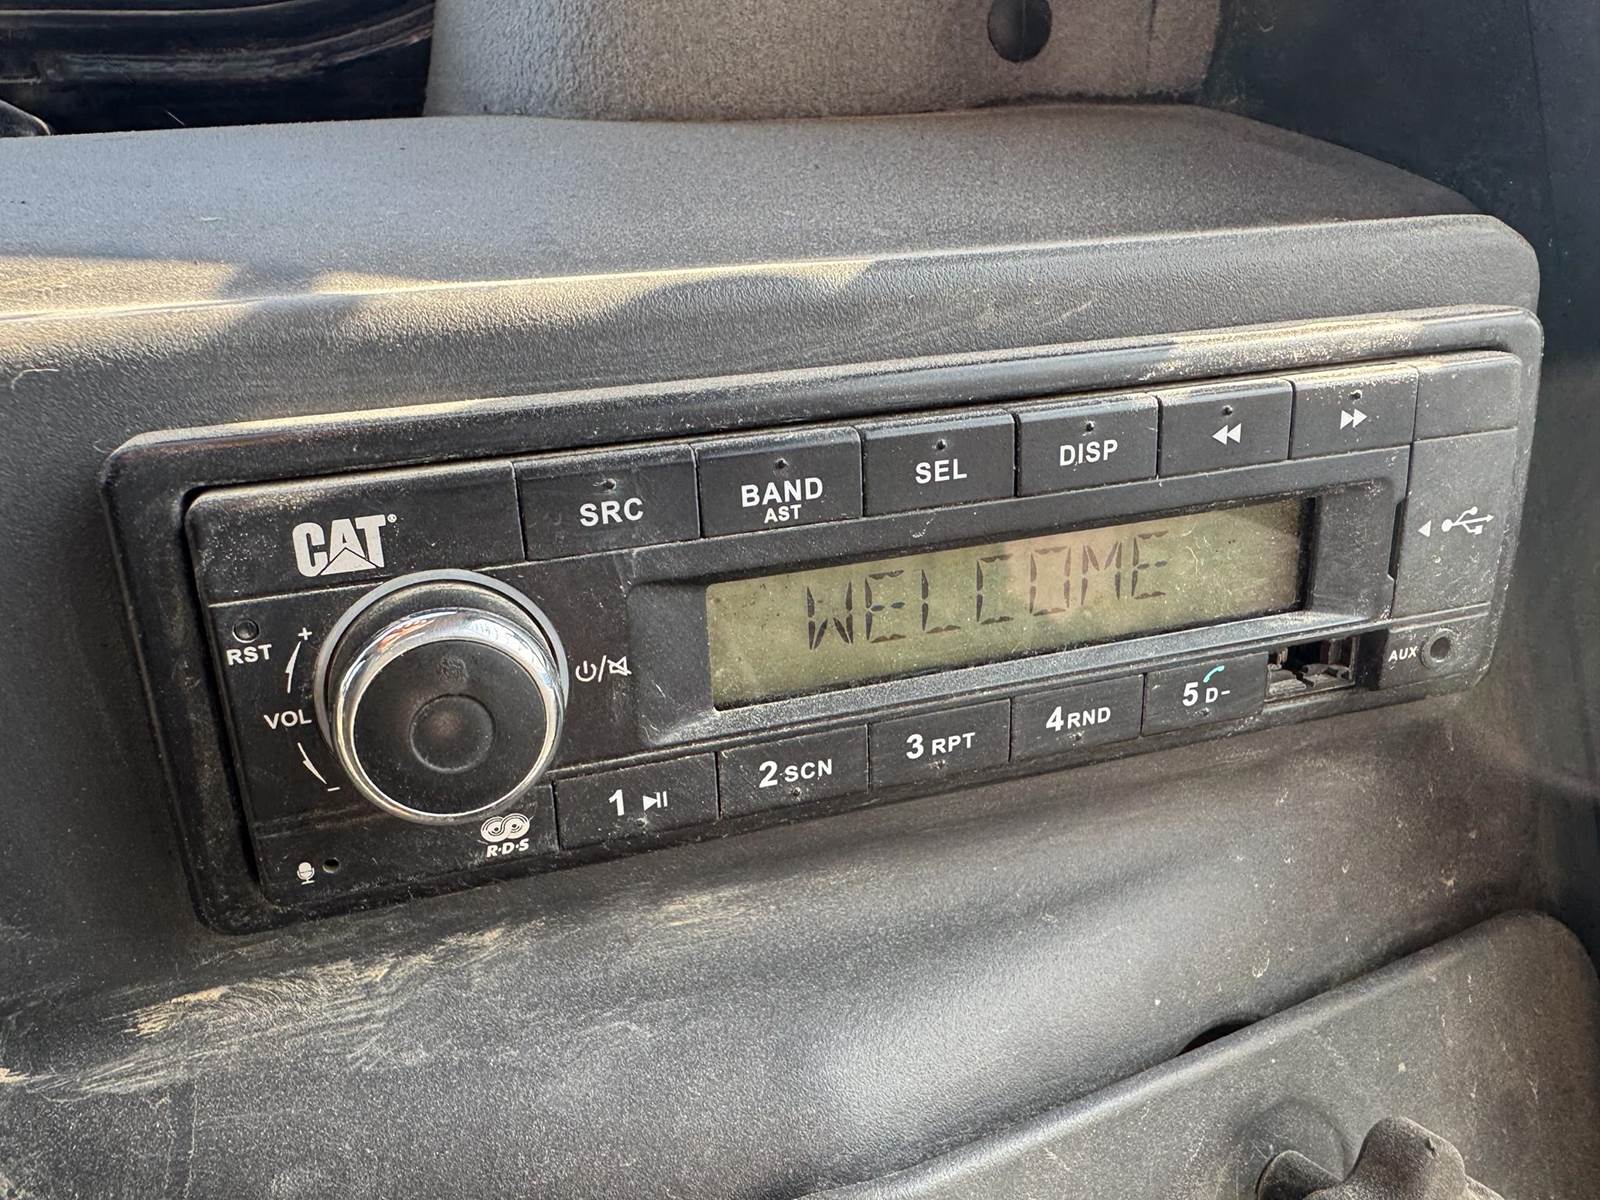 CAT®
SRC
BAND
AST
SEL
DISP
WELCOME
RST
+
VOL
-
R·D·S
1
2 SCN
3 RPT
4 RND
5 D-
AUX